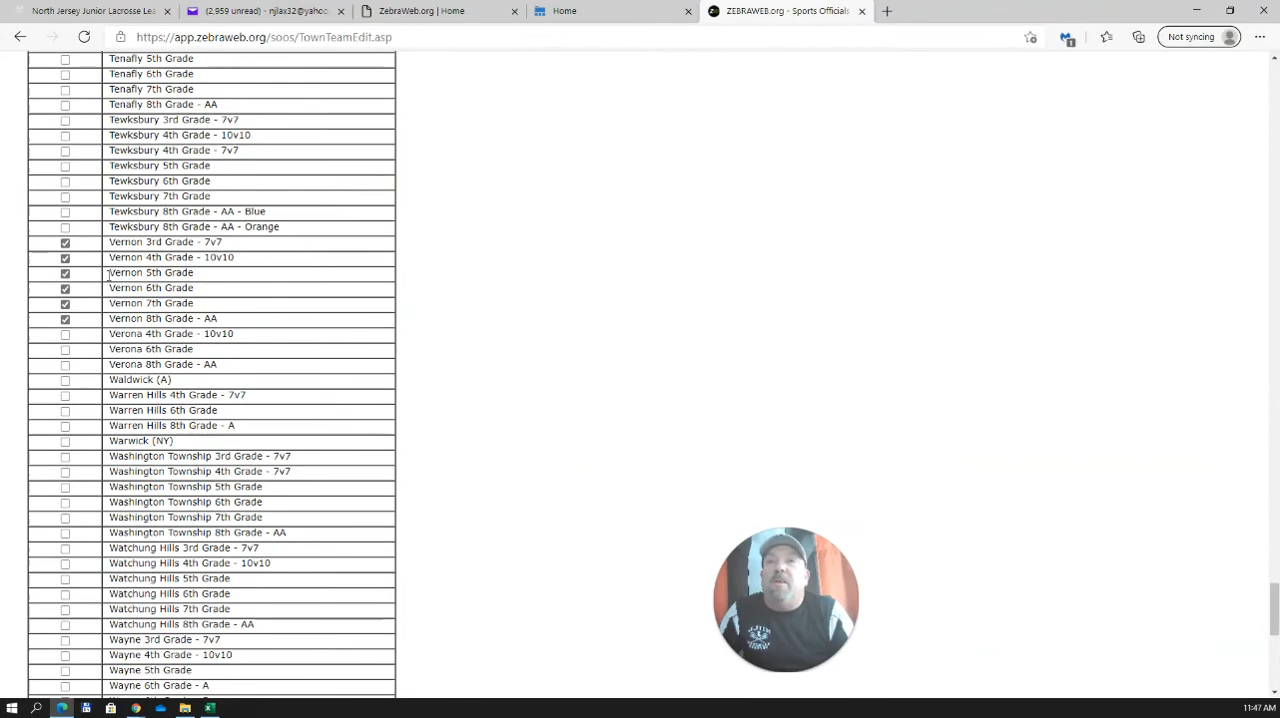 North Jersey Junior Lacrosse Lea
(2,959 unread) - njlax32@yahoo
ZebraWeb.org | Home
Home
ZEBRAWEB.org - Sports Officials
https://app.zebraweb.org/soos/TownTeamEdit.asp
1
Not syncing
Tenafly 5th Grade
Tenafly 6th Grade
Tenafly 7th Grade
Tenafly 8th Grade - AA
Tewksbury 3rd Grade - 7v7
Tewksbury 4th Grade - 10v10
Tewksbury 4th Grade - 7v7
Tewksbury 5th Grade
Tewksbury 6th Grade
Tewksbury 7th Grade
Tewksbury 8th Grade - AA - Blue
Tewksbury 8th Grade - AA - Orange
Vernon 3rd Grade - 7v7
Vernon 4th Grade - 10v10
Vernon 5th Grade
Vernon 6th Grade
Vernon 7th Grade
Vernon 8th Grade - AA
Verona 4th Grade - 10v10
Verona 6th Grade
Verona 8th Grade - AA
Waldwick (A)
Warren Hills 4th Grade - 7v7
Warren Hills 6th Grade
Warren Hills 8th Grade - A
Warwick (NY)
Washington Township 3rd Grade - 7v7
Washington Township 4th Grade - 7v7
Washington Township 5th Grade
Washington Township 6th Grade
Washington Township 7th Grade
Washington Township 8th Grade - AA
Watchung Hills 3rd Grade - 7v7
Watchung Hills 4th Grade - 10v10
Watchung Hills 5th Grade
Watchung Hills 6th Grade
Watchung Hills 7th Grade
Watchung Hills 8th Grade - AA
Wayne 3rd Grade - 7v7
Wayne 4th Grade - 10v10
Wayne 5th Grade
Wayne 6th Grade - A
11:47 AM